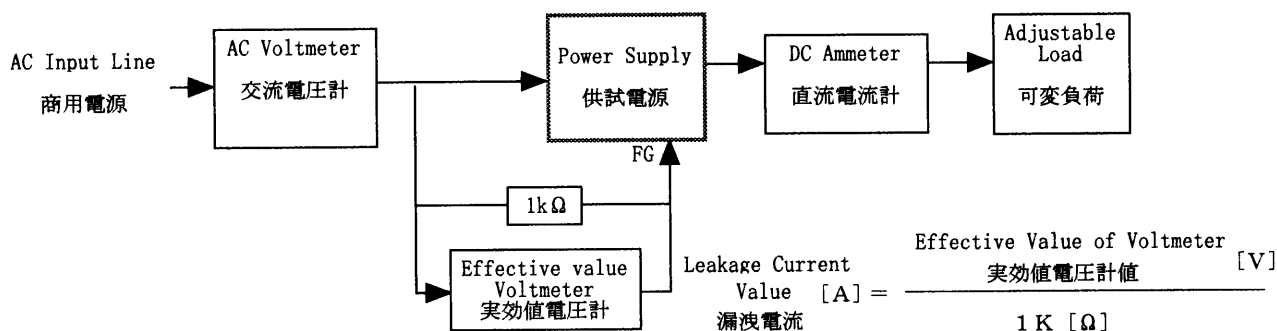 AC Input Line
商用電源
AC Voltmeter
交流電圧計
Power Supply
供試電源
DC Ammeter
直流電流計
Adjustable
Load
可変負荷
FG
1kΩ
Effective value
Voltmeter
実効値電圧計
Leakage Current
Value [A] =
漏洩電流
Effective Value of Voltmeter
実効値電圧計値 [V]
1 K [Ω]